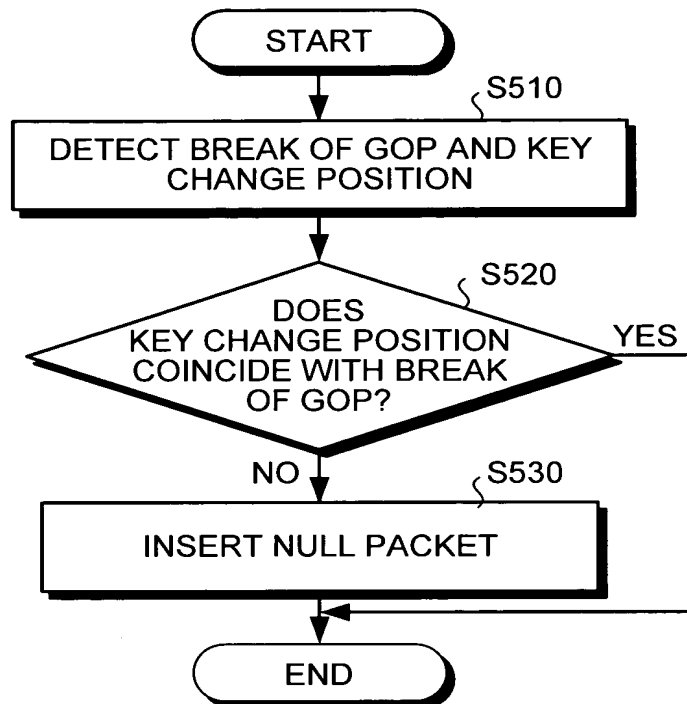 START
S510
DETECT BREAK OF GOP AND KEY
CHANGE POSITION
S520
DOES
KEY CHANGE POSITION
COINCIDE WITH BREAK
OF GOP?
YES
NO
S530
INSERT NULL PACKET
END